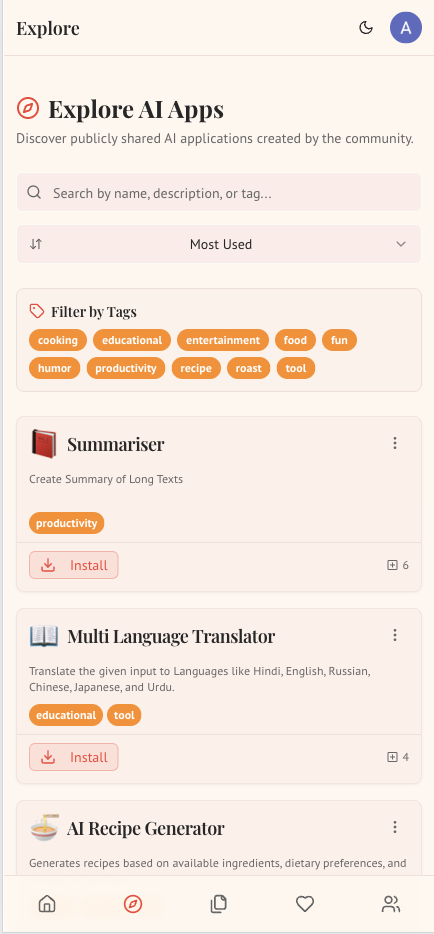 Explore
A
Explore AI Apps
Discover publicly shared AI applications created by the community.
Search by name, description, or tag...
Most Used
Filter by Tags
cooking educational entertainment food fun
humor productivity recipe roast tool
Summariser
Create Summary of Long Texts
productivity
Install 6
Multi Language Translator
Translate the given input to Languages like Hindi, English, Russian,
Chinese, Japanese, and Urdu.
educational tool
Install 4
AI Recipe Generator
Generates recipes based on available ingredients, dietary preferences, and